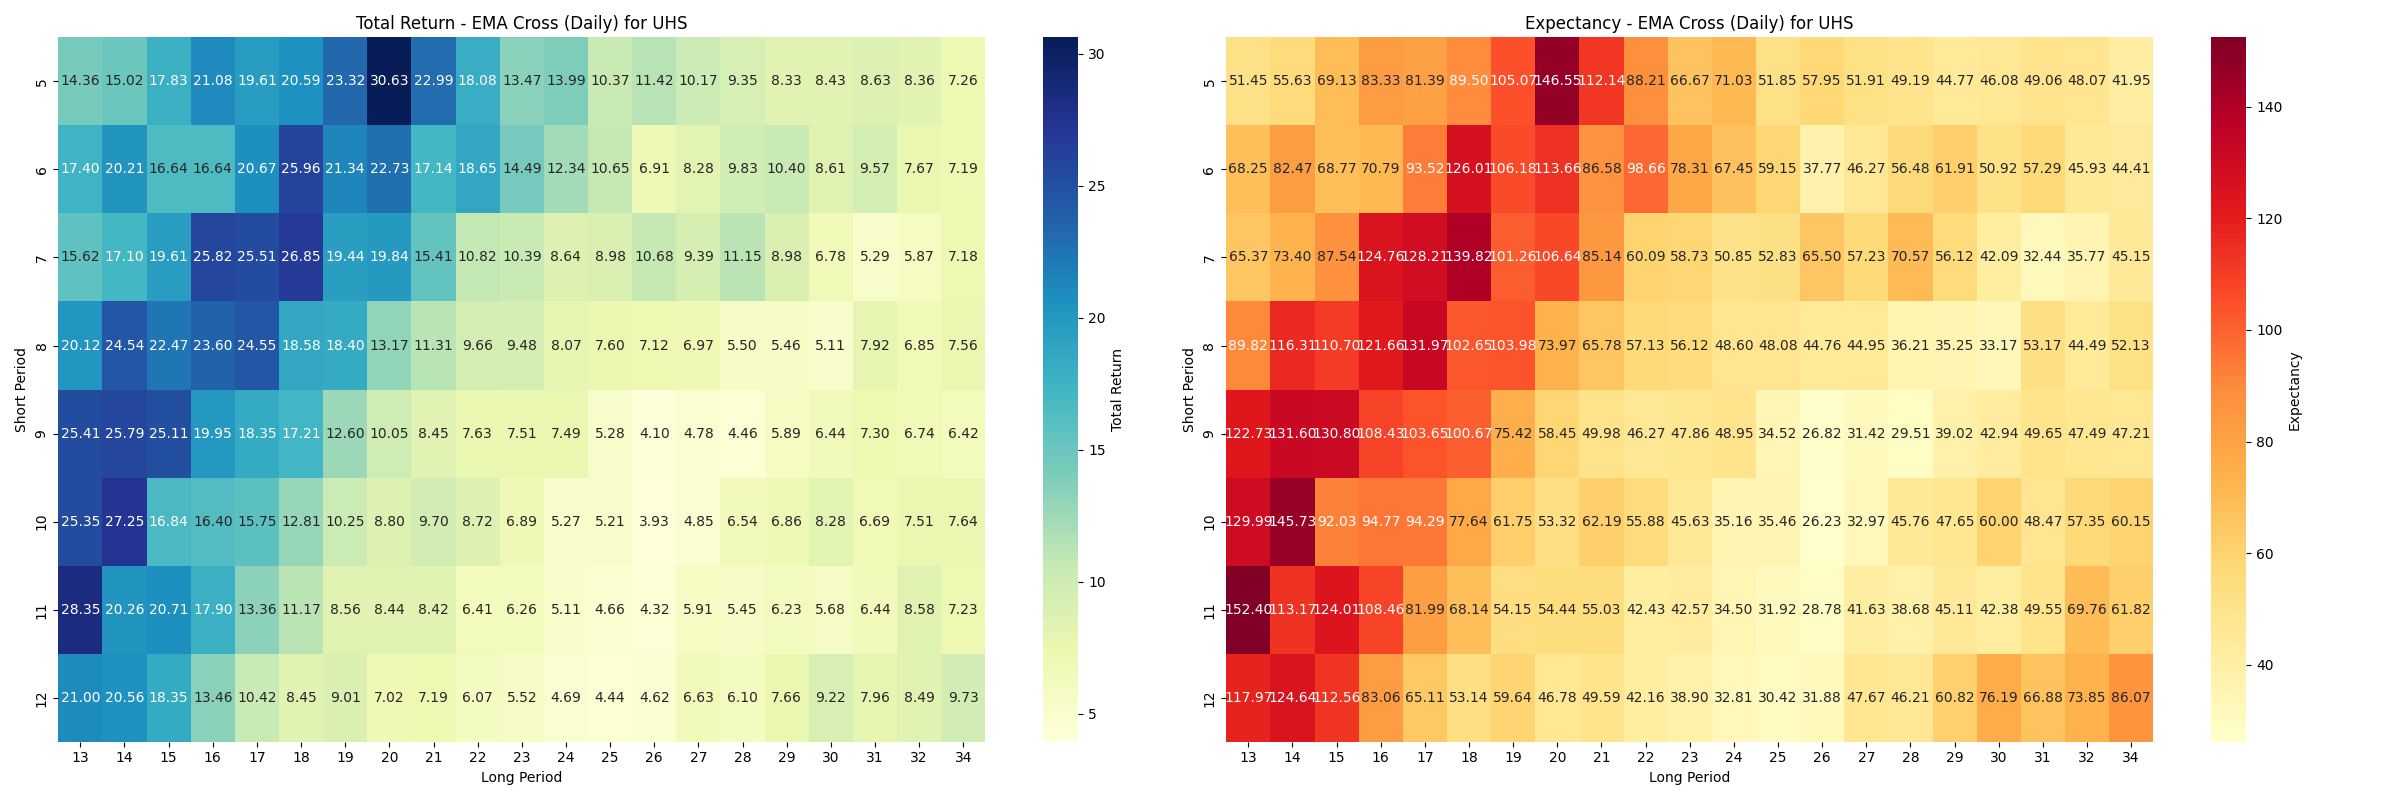 Total Return - EMA Cross (Daily) for UHS
Short Period
5 14.36 15.02 17.83 21.08 19.61 20.59 23.32 30.63 22.99 18.08 13.47 13.99 10.37 11.42 10.17 9.35 8.33 8.43 8.63 8.36 7.26
6 17.40 20.21 16.64 16.64 20.67 25.96 21.34 22.73 17.14 18.65 14.49 12.34 10.65 6.91 8.28 9.83 10.40 8.61 9.57 7.67 7.19
7 15.62 17.10 19.61 25.82 25.51 26.85 19.44 19.84 15.41 10.82 10.39 8.64 8.98 10.68 9.39 11.15 8.98 6.78 5.29 5.87 7.18
8 20.12 24.54 22.47 23.60 24.55 18.58 18.40 13.17 11.31 9.66 9.48 8.07 7.60 7.12 6.97 5.50 5.46 5.11 7.92 6.85 7.56
9 25.41 25.79 25.11 19.95 18.35 17.21 12.60 10.05 8.45 7.63 7.51 7.49 5.28 4.10 4.78 4.46 5.89 6.44 7.30 6.74 6.42
10 25.35 27.25 16.84 16.40 15.75 12.81 10.25 8.80 9.70 8.72 6.89 5.27 5.21 3.93 4.85 6.54 6.86 8.28 6.69 7.51 7.64
11 28.35 20.26 20.71 17.90 13.36 11.17 8.56 8.44 8.42 6.41 6.26 5.11 4.66 4.32 5.91 5.45 6.23 5.68 6.44 8.58 7.23
12 21.00 20.56 18.35 13.46 10.42 8.45 9.01 7.02 7.19 6.07 5.52 4.69 4.44 4.62 6.63 6.10 7.66 9.22 7.96 8.49 9.73
13 14 15 16 17 18 19 20 21 22 23 24 25 26 27 28 29 30 31 32 34
Long Period
30
25
20
15
10
5
Total Return
Expectancy - EMA Cross (Daily) for UHS
Short Period
5 51.45 55.63 69.13 83.33 81.39 89.50 105.07 146.55 112.14 88.21 66.67 71.03 51.85 57.95 51.91 49.19 44.77 46.08 49.06 48.07 41.95
6 68.25 82.47 68.77 70.79 93.52 126.01 106.18 113.66 86.58 98.66 78.31 67.45 59.15 37.77 46.27 56.48 61.91 50.92 57.29 45.93 44.41
7 65.37 73.40 87.54 124.76 128.21 139.82 101.26 106.64 85.14 60.09 58.73 50.85 52.83 65.50 57.23 70.57 56.12 42.09 32.44 35.77 45.15
8 89.82 116.31 110.70 121.66 131.97 102.65 103.98 73.97 65.78 57.13 56.12 48.60 48.08 44.76 44.95 36.21 35.25 33.17 53.17 44.49 52.13
9 122.73 131.60 130.80 108.43 103.65 100.67 75.42 58.45 49.98 46.27 47.86 48.95 34.52 26.82 31.42 29.51 39.02 42.94 49.65 47.49 47.21
10 129.99 145.73 92.03 94.77 94.29 77.64 61.75 53.32 62.19 55.88 45.63 35.16 35.46 26.23 32.97 45.76 47.65 60.00 48.47 57.35 60.15
11 152.40 113.17 124.01 108.46 81.99 68.14 54.15 54.44 55.03 42.43 42.57 34.50 31.92 28.78 41.63 38.68 45.11 42.38 49.55 69.76 61.82
12 117.97 124.64 112.56 83.06 65.11 53.14 59.64 46.78 49.59 42.16 38.90 32.81 30.42 31.88 47.67 46.21 60.82 76.19 66.88 73.85 86.07
13 14 15 16 17 18 19 20 21 22 23 24 25 26 27 28 29 30 31 32 34
Long Period
140
120
100
80
60
40
Expectancy